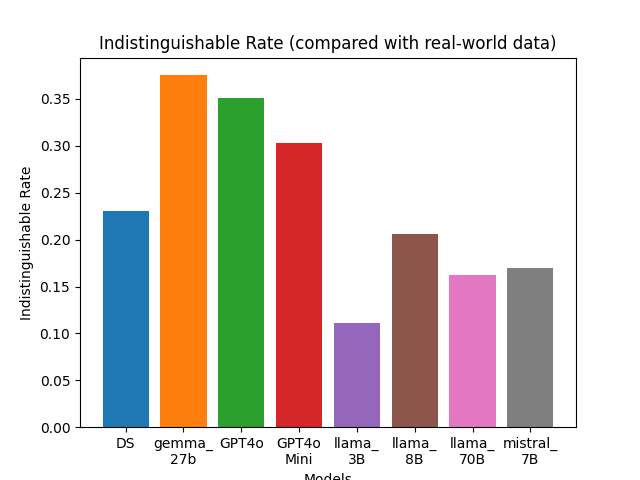 Indistinguishable Rate (compared with real-world data)
Indistinguishable Rate
0.35
0.30
0.25
0.20
0.15
0.10
0.05
0.00
DS
gemma_
27b
GPT4o
GPT4o
Mini
llama_
3B
llama_
8B
llama_
70B
mistral_
7B
Models